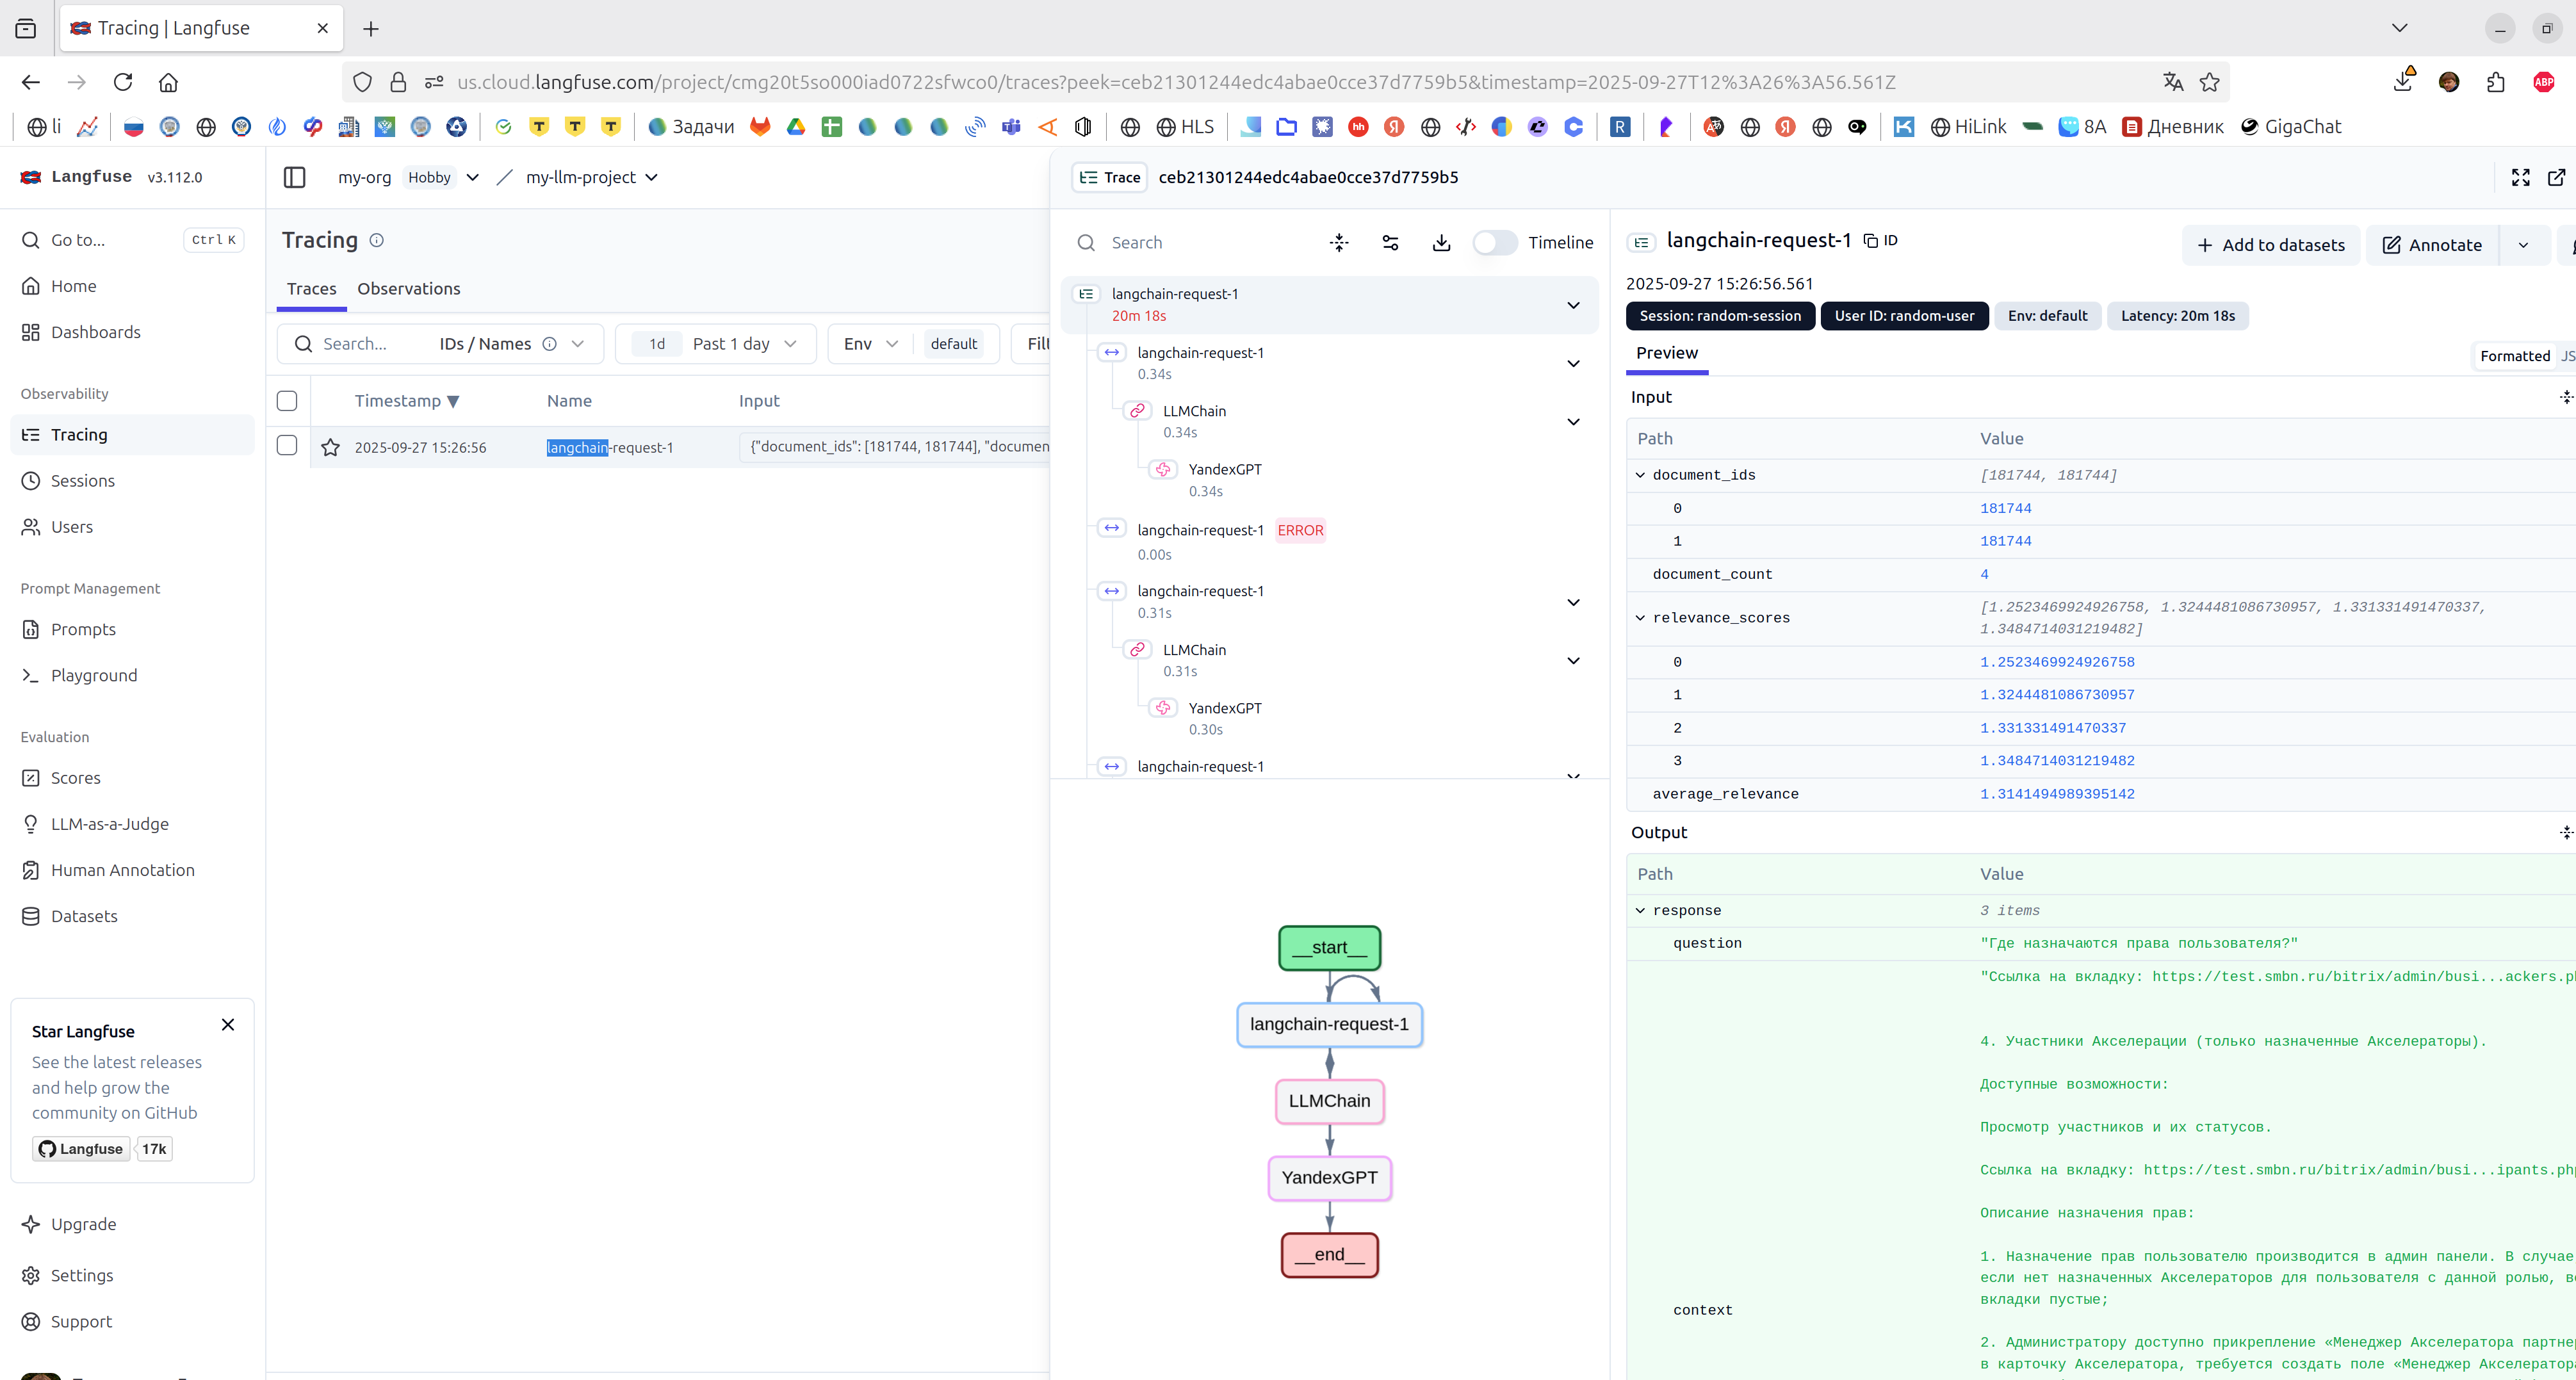 Tracing | Langfuse
us.cloud.langfuse.com/project/cmg20t5so000iad0722sfwco0/traces?peek=ceb21301244edc4abae0cce37d7759b5&timestamp=2025-09-27T12%3A26%3A56.561Z
ABP
li
Задачи
HLS
hh
R
HiLink
8А
Дневник
GigaChat
Langfuse v3.112.0
my-org Hobby
my-llm-project
Trace ceb21301244edc4abae0cce37d7759b5
Go to...
Ctrl K
Home
Dashboards
Observability
Tracing
Sessions
Users
Prompt Management
Prompts
Playground
Evaluation
Scores
LLM-as-a-Judge
Human Annotation
Datasets
Star Langfuse
See the latest releases
and help grow the
community on GitHub
Langfuse 17k
Upgrade
Settings
Support
Tracing
Traces Observations
Search... IDs / Names
1d Past 1 day
Env default
Timestamp ▼ Name Input
2025-09-27 15:26:56 langchain-request-1 {"document_ids": [181744, 181744], "documen
Search
Timeline
langchain-request-1
20m 18s
langchain-request-1
0.34s
LLMChain
0.34s
YandexGPT
0.34s
langchain-request-1 ERROR
0.00s
langchain-request-1
0.31s
LLMChain
0.31s
YandexGPT
0.30s
langchain-request-1
__start__
langchain-request-1
LLMChain
YandexGPT
__end__
langchain-request-1 ID
Add to datasets
Annotate
2025-09-27 15:26:56.561
Session: random-session User ID: random-user Env: default Latency: 20m 18s
Preview
Formatted JS
Input
Path Value
document_ids [181744, 181744]
0 181744
1 181744
document_count 4
relevance_scores [1.2523469924926758, 1.3244481086730957, 1.331331491470337,
1.3484714031219482]
0 1.2523469924926758
1 1.3244481086730957
2 1.331331491470337
3 1.3484714031219482
average_relevance 1.3141494989395142
Output
Path Value
response 3 items
question "Где назначаются права пользователя?"
context
"Ссылка на вкладку: https://test.smbn.ru/bitrix/admin/busi...ackers.p
4. Участники Акселерации (только назначенные Акселераторы).
Доступные возможности:
Просмотр участников и их статусов.
Ссылка на вкладку: https://test.smbn.ru/bitrix/admin/busi...ipants.ph
Описание назначения прав:
1. Назначение прав пользователю производится в админ панели. В случае
если нет назначенных Акселераторов для пользователя с данной ролью, в
вкладки пустые;
2. Администратору доступно прикрепление «Менеджер Акселератора партне
в карточку Акселератора, требуется создать поле «Менеджер Акселератор